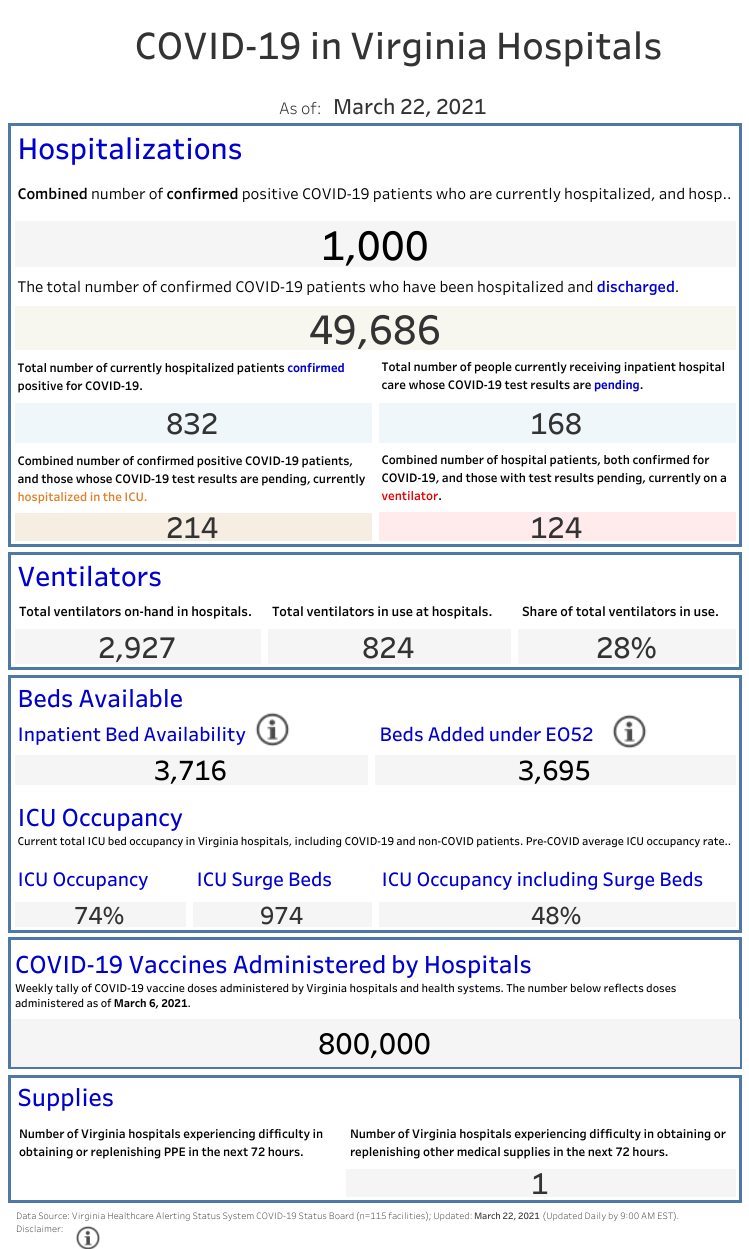 COVID-19 in Virginia Hospitals
As of: March 22, 2021
Hospitalizations
Combined number of confirmed positive COVID-19 patients who are currently hospitalized, and hosp..
1,000
The total number of confirmed COVID-19 patients who have been hospitalized and discharged.
49,686
Total number of currently hospitalized patients confirmed
positive for COVID-19.
832
Total number of people currently receiving inpatient hospital
care whose COVID-19 test results are pending.
168
Combined number of confirmed positive COVID-19 patients,
and those whose COVID-19 test results are pending, currently
hospitalized in the ICU.
214
Combined number of hospital patients, both confirmed for
COVID-19, and those with test results pending, currently on a
ventilator.
124
Ventilators
Total ventilators on-hand in hospitals.
2,927
Total ventilators in use at hospitals.
824
Share of total ventilators in use.
28%
Beds Available
Inpatient Bed Availability
3,716
Beds Added under EO52
3,695
ICU Occupancy
Current total ICU bed occupancy in Virginia hospitals, including COVID-19 and non-COVID patients. Pre-COVID average ICU occupancy rate..
ICU Occupancy
74%
ICU Surge Beds
974
ICU Occupancy including Surge Beds
48%
COVID-19 Vaccines Administered by Hospitals
Weekly tally of COVID-19 vaccine doses administered by Virginia hospitals and health systems. The number below reflects doses
administered as of March 6, 2021.
800,000
Supplies
Number of Virginia hospitals experiencing difficulty in
obtaining or replenishing PPE in the next 72 hours.
Number of Virginia hospitals experiencing difficulty in obtaining or
replenishing other medical supplies in the next 72 hours.
1
Data Source: Virginia Healthcare Alerting Status System COVID-19 Status Board (n=115 facilities); Updated: March 22, 2021 (Updated Daily by 9:00 AM EST).
Disclaimer: